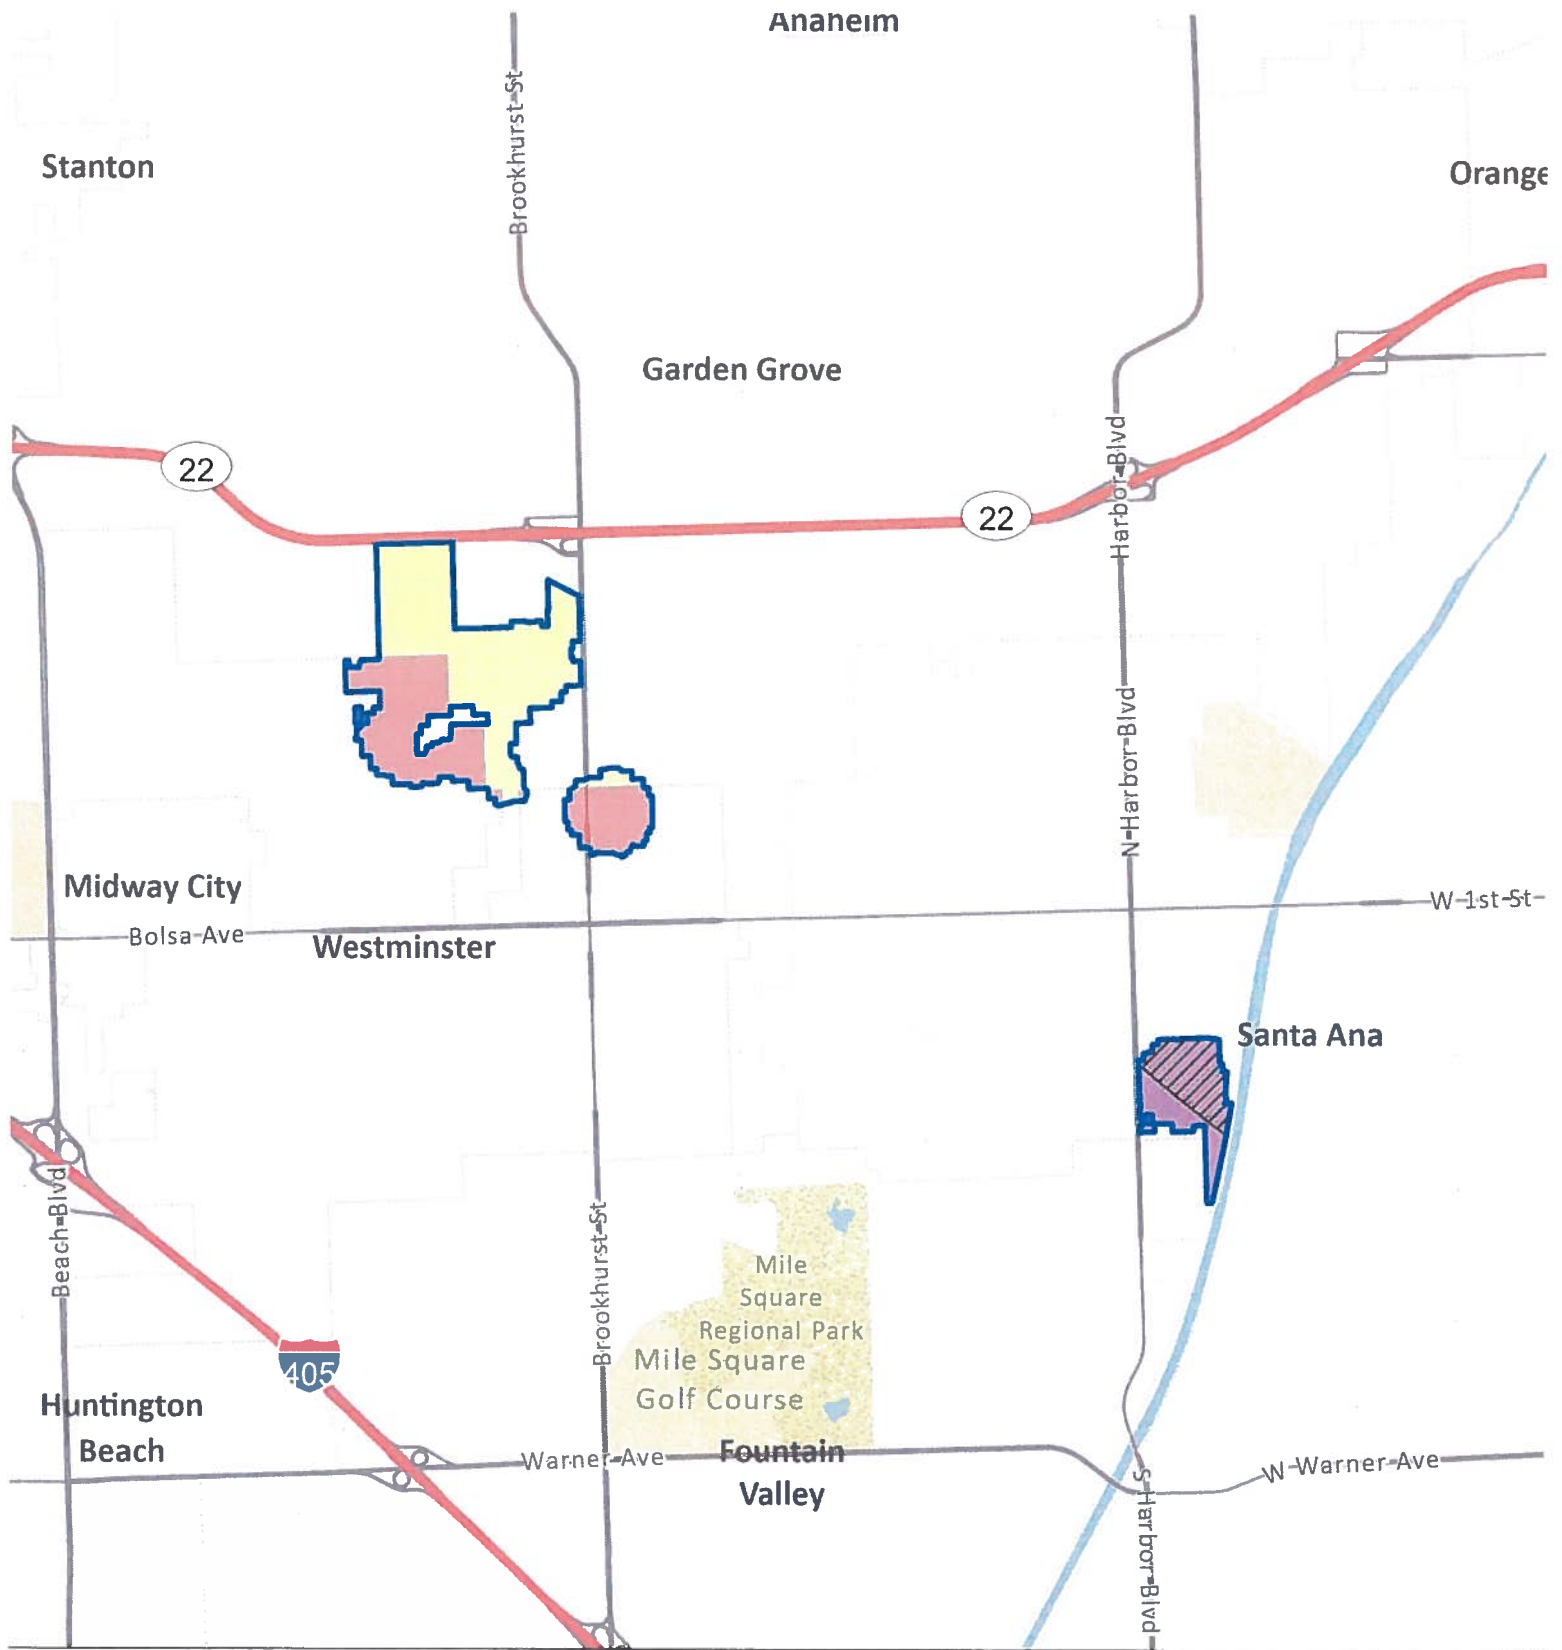 Anaheim
Brookhurst-St
Stanton
Orange
Garden Grove
22
22
Harbor-Blvd
N-Harbor-Blvd
Midway City
W-1st-St
Bolsa-Ave
Westminster
Santa Ana
Beach-Blvd
Brookhurst-St
Mile
Square
Regional Park
Mile Square
Golf Course
405
Huntington
Beach
Warner-Ave
Fountain
Valley
W-Warner-Ave
S-Harbor-Blvd